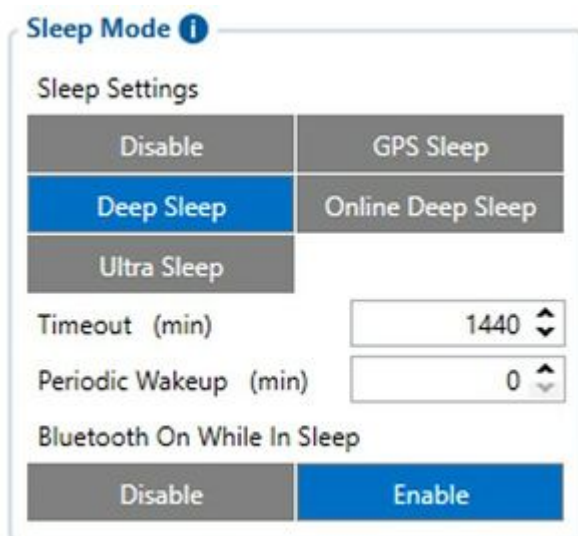 Sleep Mode i
Sleep Settings
Disable GPS Sleep
Deep Sleep Online Deep Sleep
Ultra Sleep
Timeout (min) 1440
Periodic Wakeup (min) 0
Bluetooth On While In Sleep
Disable Enable